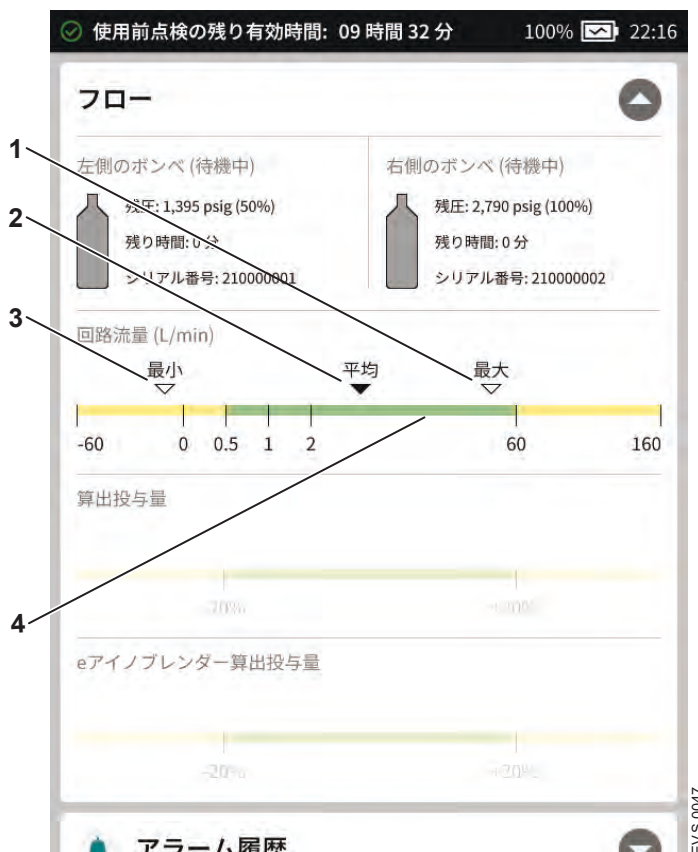 使用前点検の残り有効時間: 09 時間 32 分 100% 22:16
フロー
1
左側のボンベ (待機中) 右側のボンベ (待機中)
2
残圧: 1,395 psig (50%) 残圧: 2,790 psig (100%)
残り時間: 0 分 残り時間: 0 分
シリアル番号: 210000001 シリアル番号: 210000002
3
回路流量 (L/min)
最小 平均 最大
-60 0 0.5 1 2 60 160
算出投与量
-20% +20%
4
eアイノブレンダー算出投与量
-20% +20%
アラーム履歴